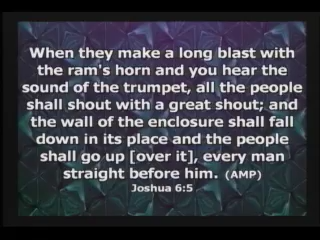 When they make a long blast with
the ram's horn and you hear the
sound of the trumpet, all the people
shall shout with a great shout; and
the wall of the enclosure shall fall
down in its place and the people
shall go up [over it], every man
straight before him. (AMP)
Joshua 6:5